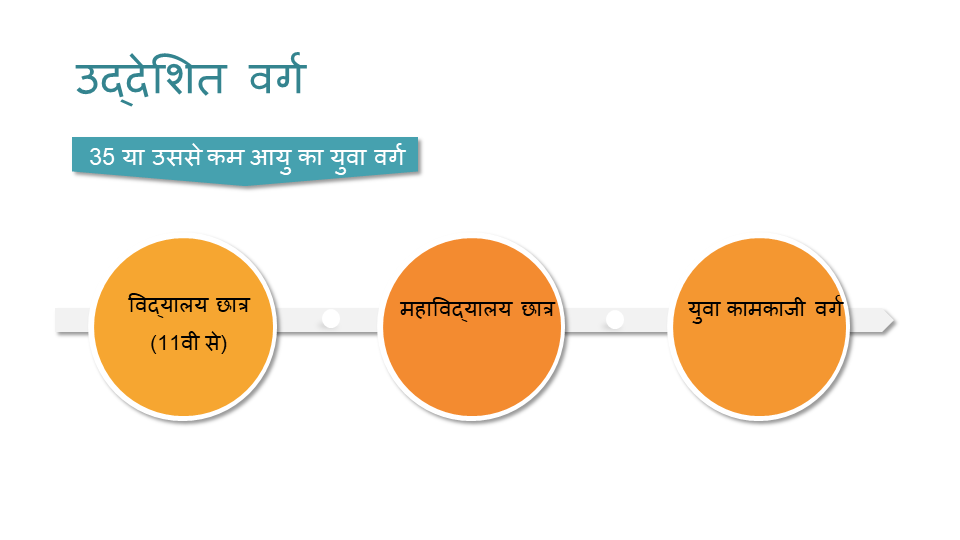 उद्देशित वर्ग
35 या उससे कम आयु का युवा वर्ग
विद्यालय छात्र
(11वी से)
महाविद्यालय छात्र
युवा कामकाजी वर्ग